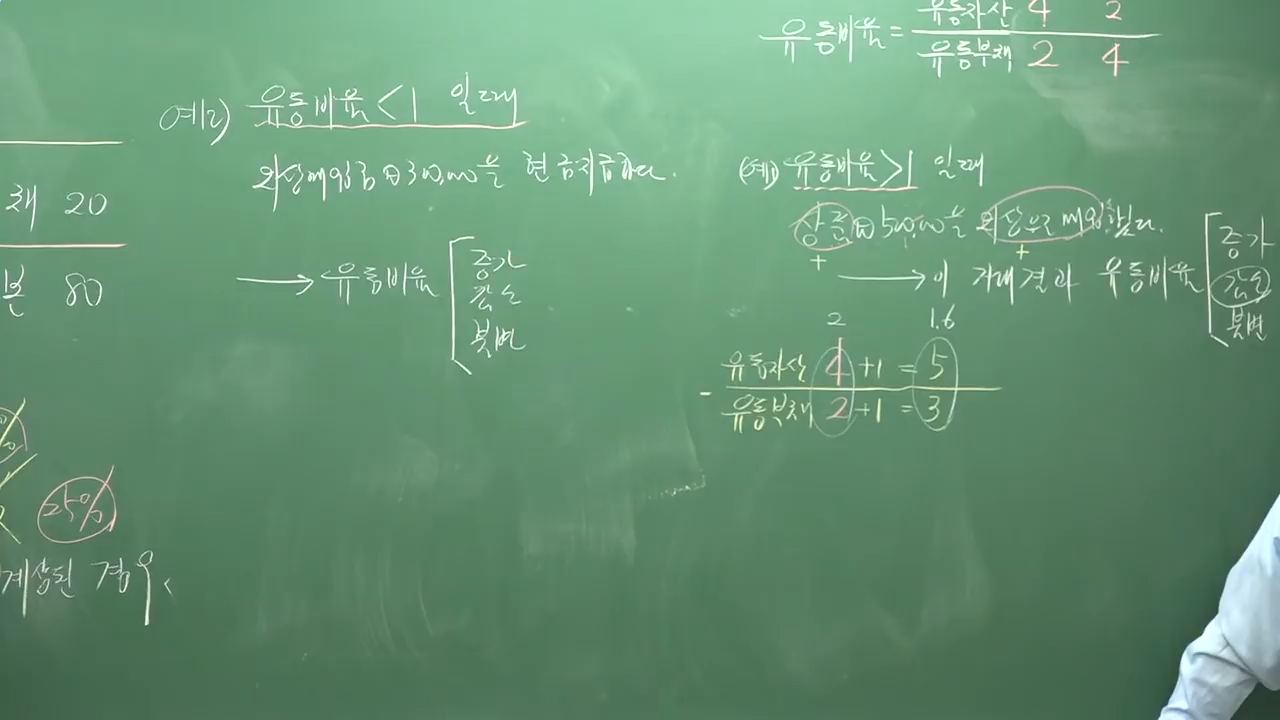 유동비율 = 유동자산 4 2
유동부채 2 4
예2) 유동비율 < 1 일 때
외상매입금 ₩300,000을 현금지급하다.
→ 유동비율 [ 증가
감소
불변
(예1) 유동비율 > 1 일 때
상품 ₩500,000을 외상으로 매입했습니다.
+ +
→ 이 거래 결과 유동비율 [ 증가
감소
불변
2 1.6
유동자산 4 + 1 = 5
유동부채 2 + 1 = 3
채 20
본 80
%
25%
계상된 경우